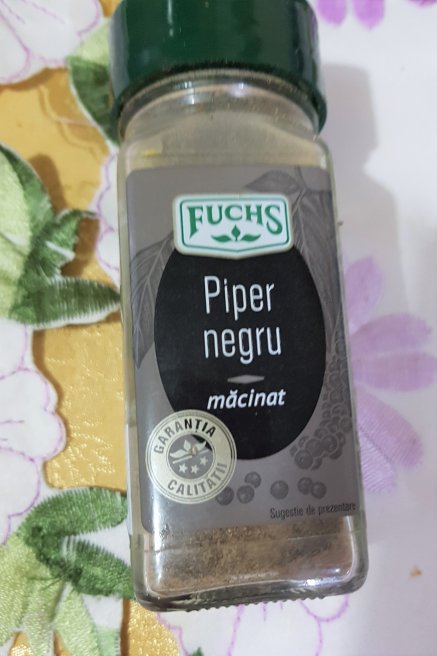 FUCHS
Piper
negru
măcinat
GARANȚIA
CALITĂȚII
Sugestie de prezentare